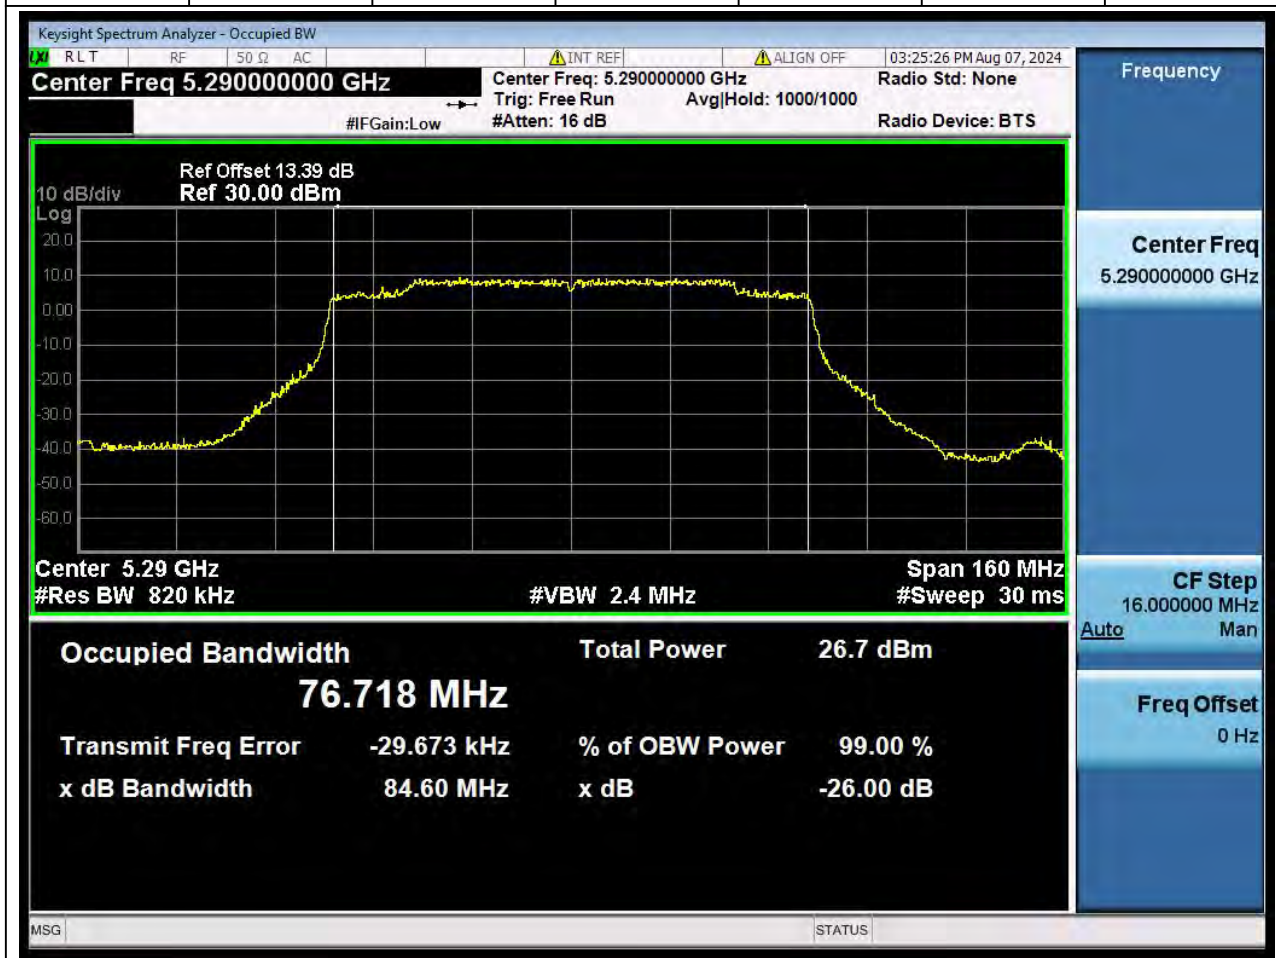 Keysight Spectrum Analyzer - Occupied BW
LXI RLT RF 50 Ω AC INT REF ALIGN OFF 03:25:26 PM Aug 07, 2024
Center Freq 5.290000000 GHz
Center Freq: 5.290000000 GHz
Radio Std: None
Trig: Free Run Avg|Hold: 1000/1000
#IFGain:Low
#Atten: 16 dB
Radio Device: BTS
Ref Offset 13.39 dB
10 dB/div Ref 30.00 dBm
Log
20.0
10.0
0.00
-10.0
-20.0
-30.0
-40.0
-50.0
-60.0
Center 5.29 GHz Span 160 MHz
#Res BW 820 kHz #VBW 2.4 MHz #Sweep 30 ms
Occupied Bandwidth Total Power 26.7 dBm
76.718 MHz
Transmit Freq Error -29.673 kHz % of OBW Power 99.00 %
x dB Bandwidth 84.60 MHz x dB -26.00 dB
MSG STATUS
Frequency
Center Freq
5.290000000 GHz
CF Step
16.000000 MHz
Auto Man
Freq Offset
0 Hz